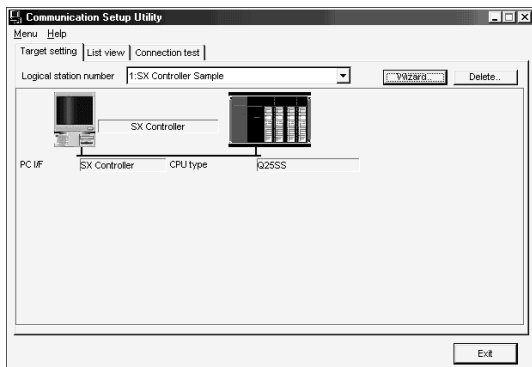 Communication Setup Utility
Menu Help
Target setting List view Connection test
Logical station number 1:SX Controller Sample Wizard... Delete..
SX Controller
PC I/F SX Controller CPU type Q25SS
Exit